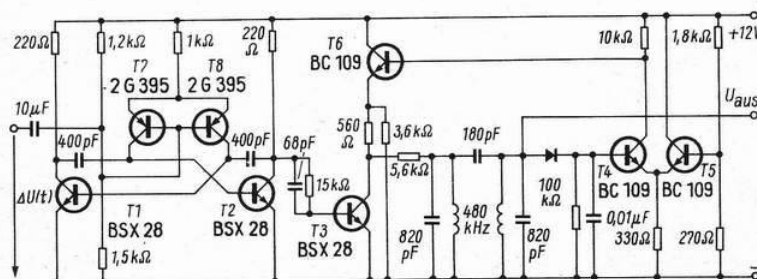 220Ω
1,2kΩ
1kΩ
220
Ω
T6
BC 109
10kΩ
1,8kΩ
+12V
T7
T8
2 G 395
2 G 395
10µF
400pF
400pF
68pF
15kΩ
560
Ω
3,6kΩ
5,6kΩ
180pF
U aus
ΔU(t)
T1
BSX 28
T2
BSX 28
T3
BSX 28
1,5kΩ
820
pF
480
kHz
820
pF
100
kΩ
T4
BC 109
T5
BC 109
0,01µF
330Ω
270Ω